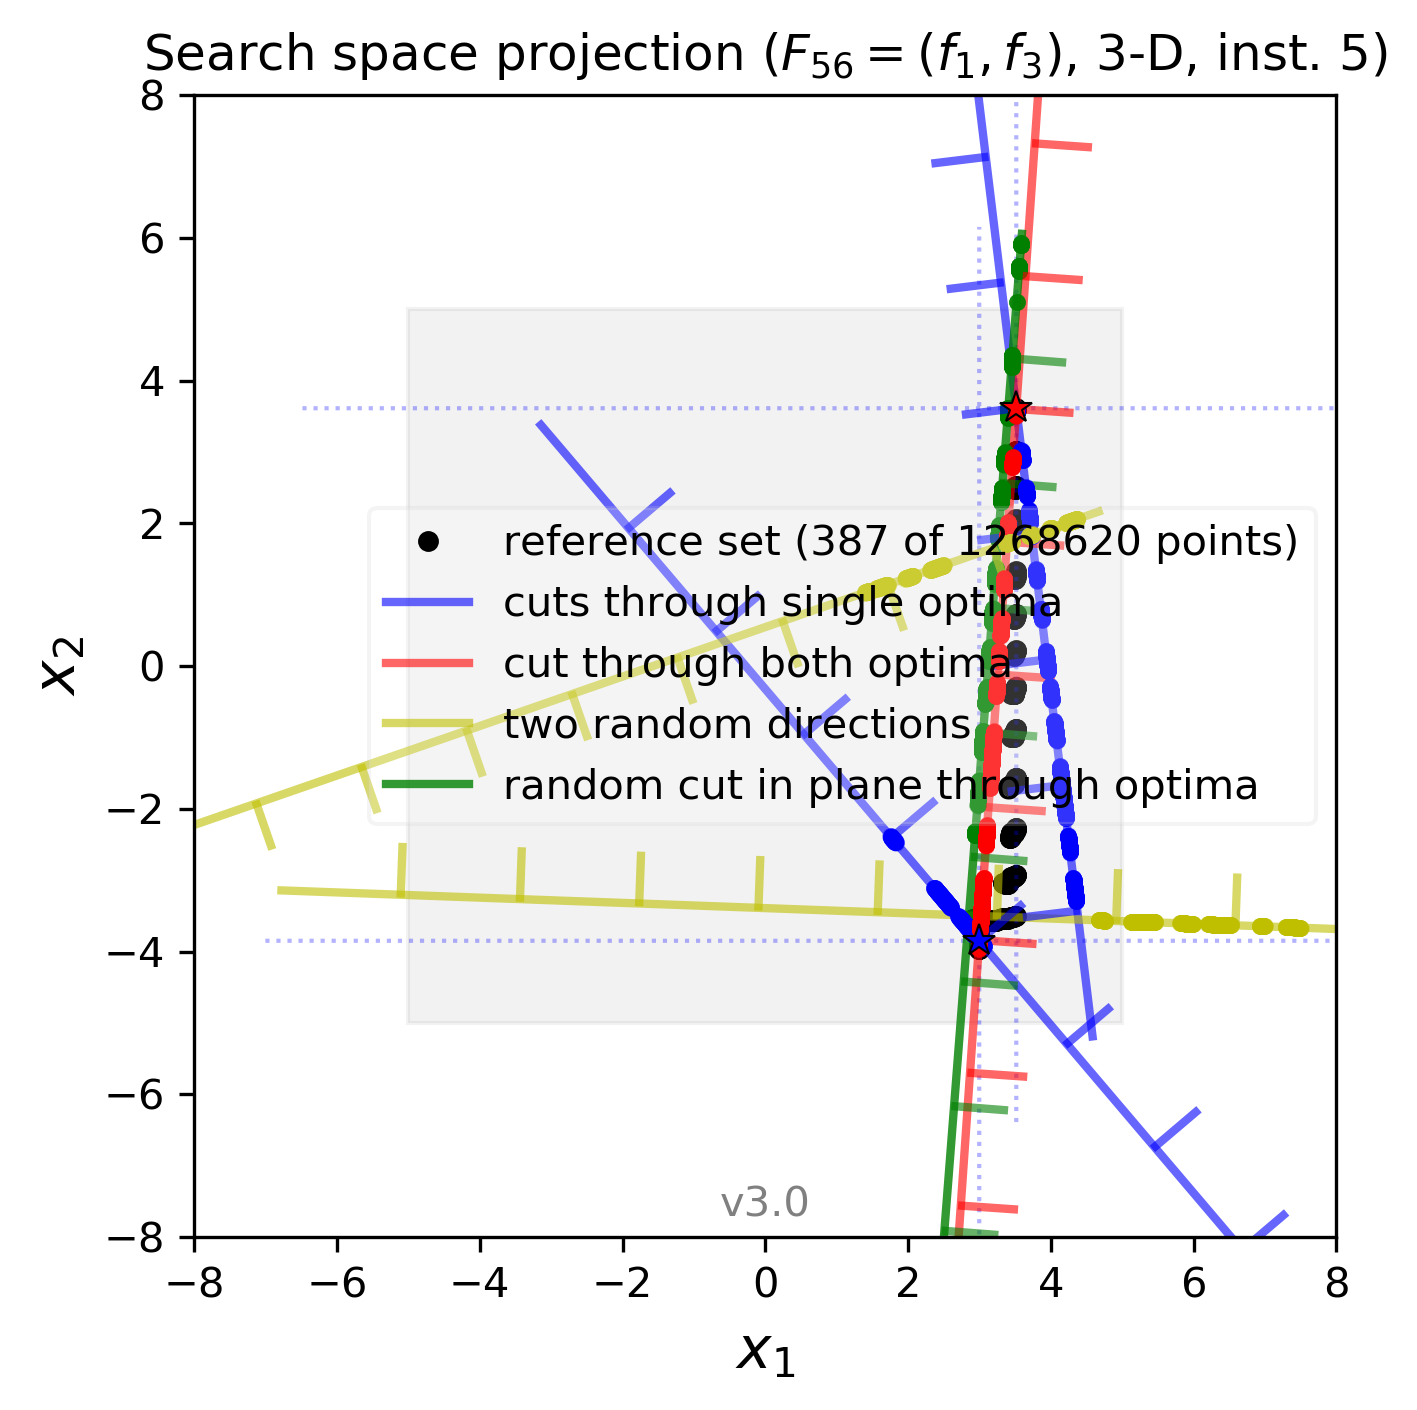 Search space projection (F₅₆ = (f₁, f₃), 3-D, inst. 5)
8
6
4
2
0
−2
−4
−6
−8
x₂
reference set (387 of 1268620 points)
cuts through single optima
cut through both optima
two random directions
random cut in plane through optima
v3.0
−8 −6 −4 −2 0 2 4 6 8
x₁